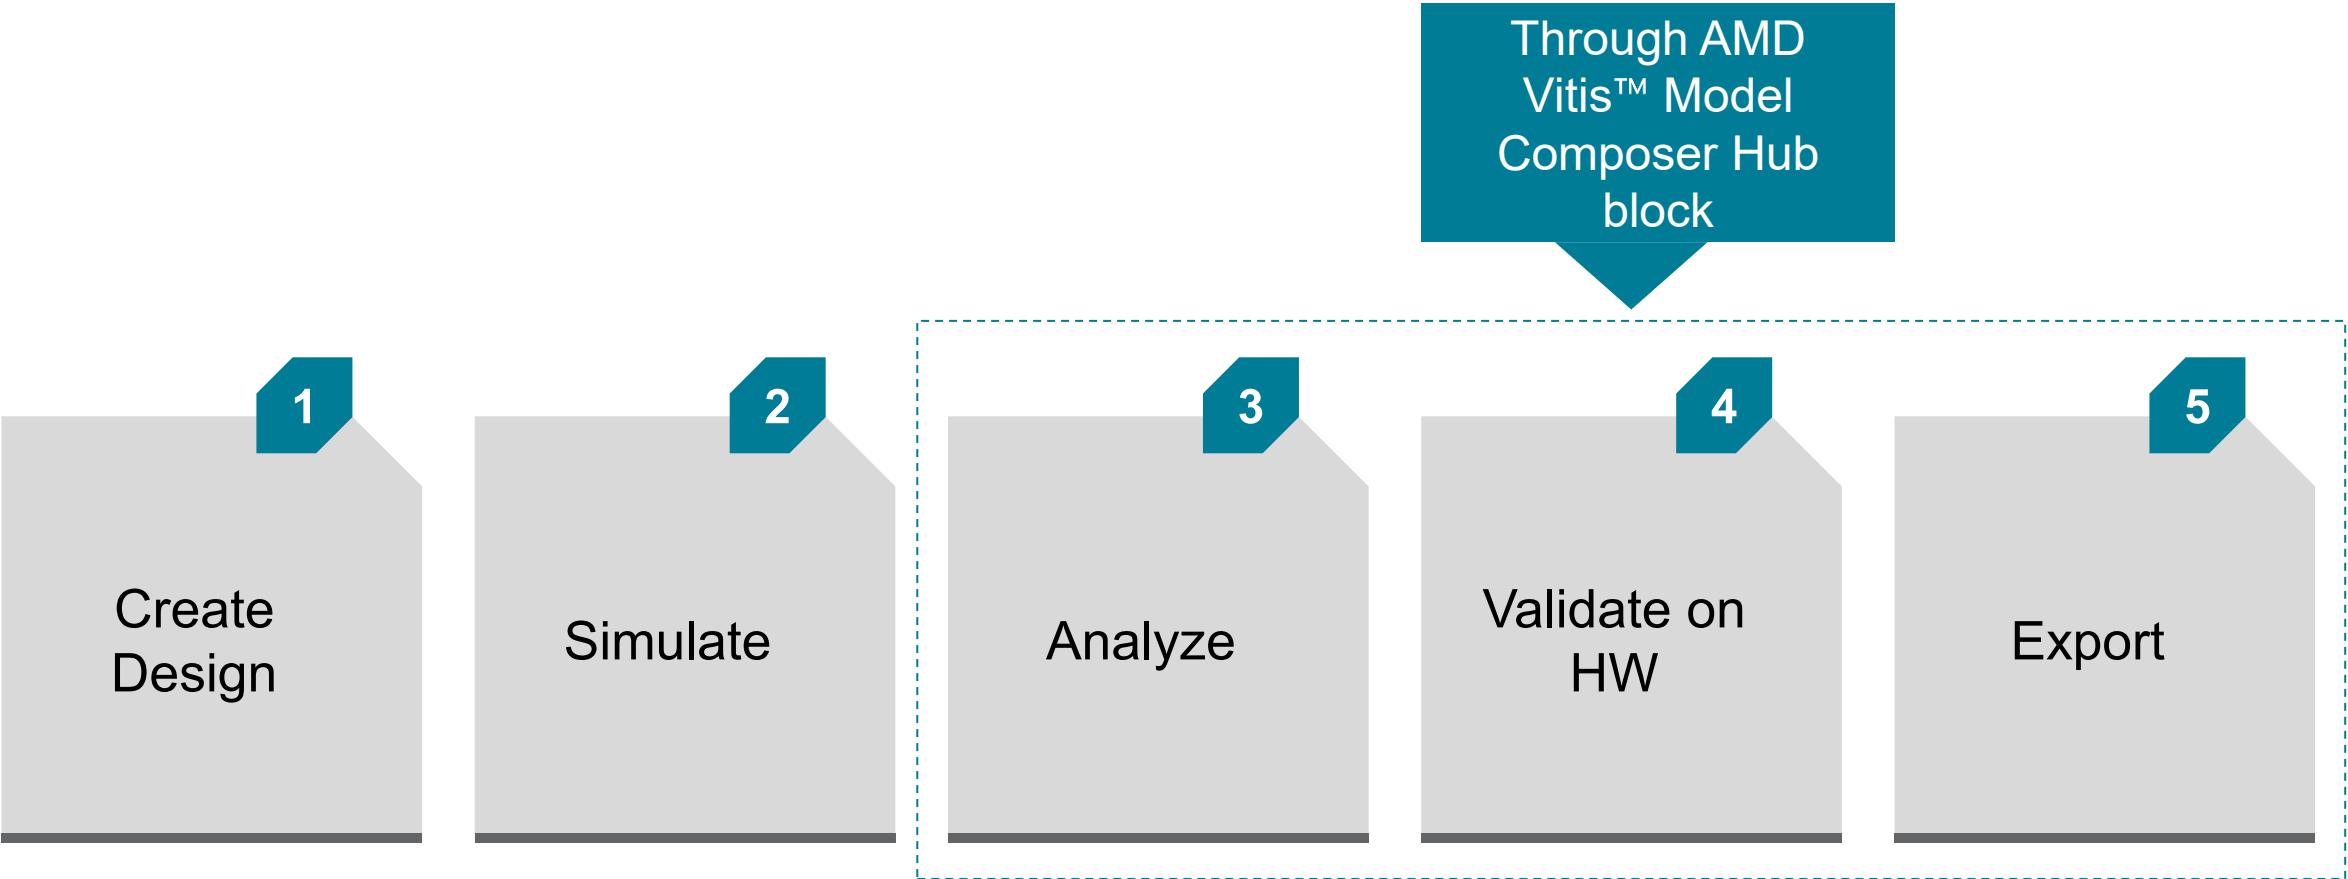 Through AMD
Vitis™ Model
Composer Hub
block
1
2
3
4
5
Create
Design
Simulate
Analyze
Validate on
HW
Export